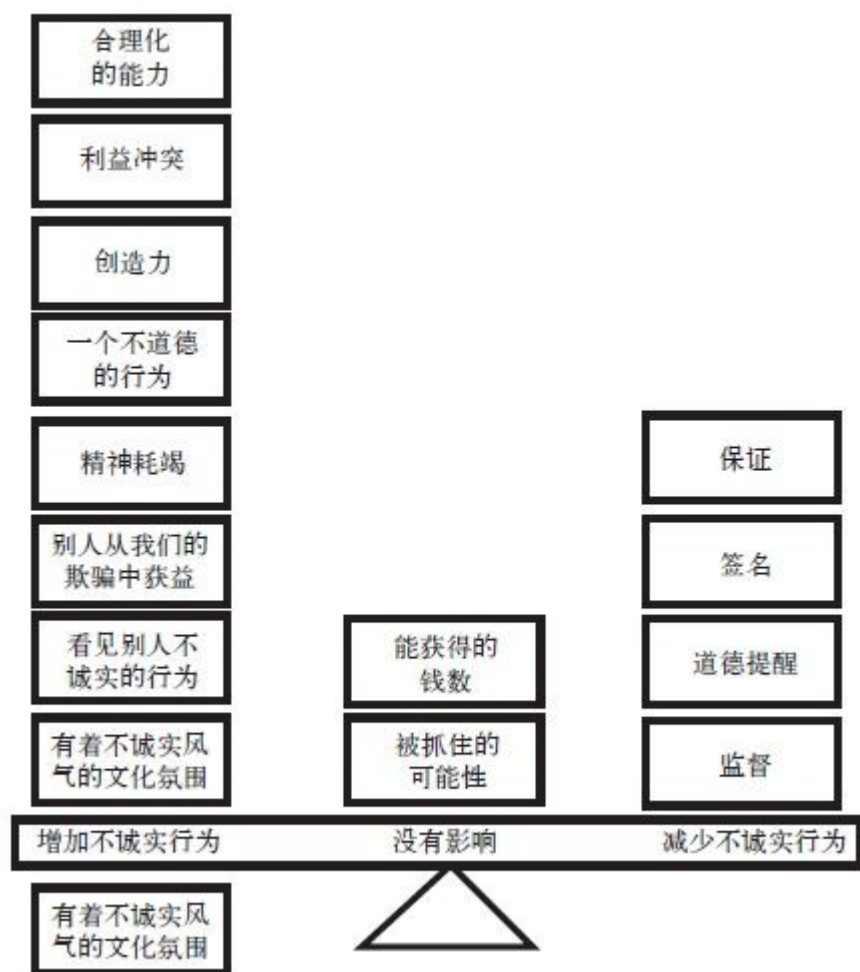 合理化
的能力
利益冲突
创造力
一个不道德
的行为
精神耗竭
别人从我们的
欺骗中获益
看见别人不
诚实的行为
有着不诚实风
气的文化氛围
能获得的
钱数
被抓住的
可能性
保证
签名
道德提醒
监督
增加不诚实行为
没有影响
减少不诚实行为
有着不诚实风
气的文化氛围